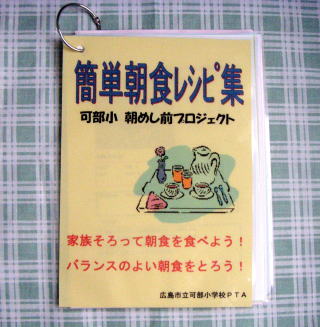 簡単朝食レシピ集
可部小 朝めし前プロジェクト
家族そろって朝食を食べよう！
バランスのよい朝食をとろう！
広島市立可部小学校ＰＴＡ